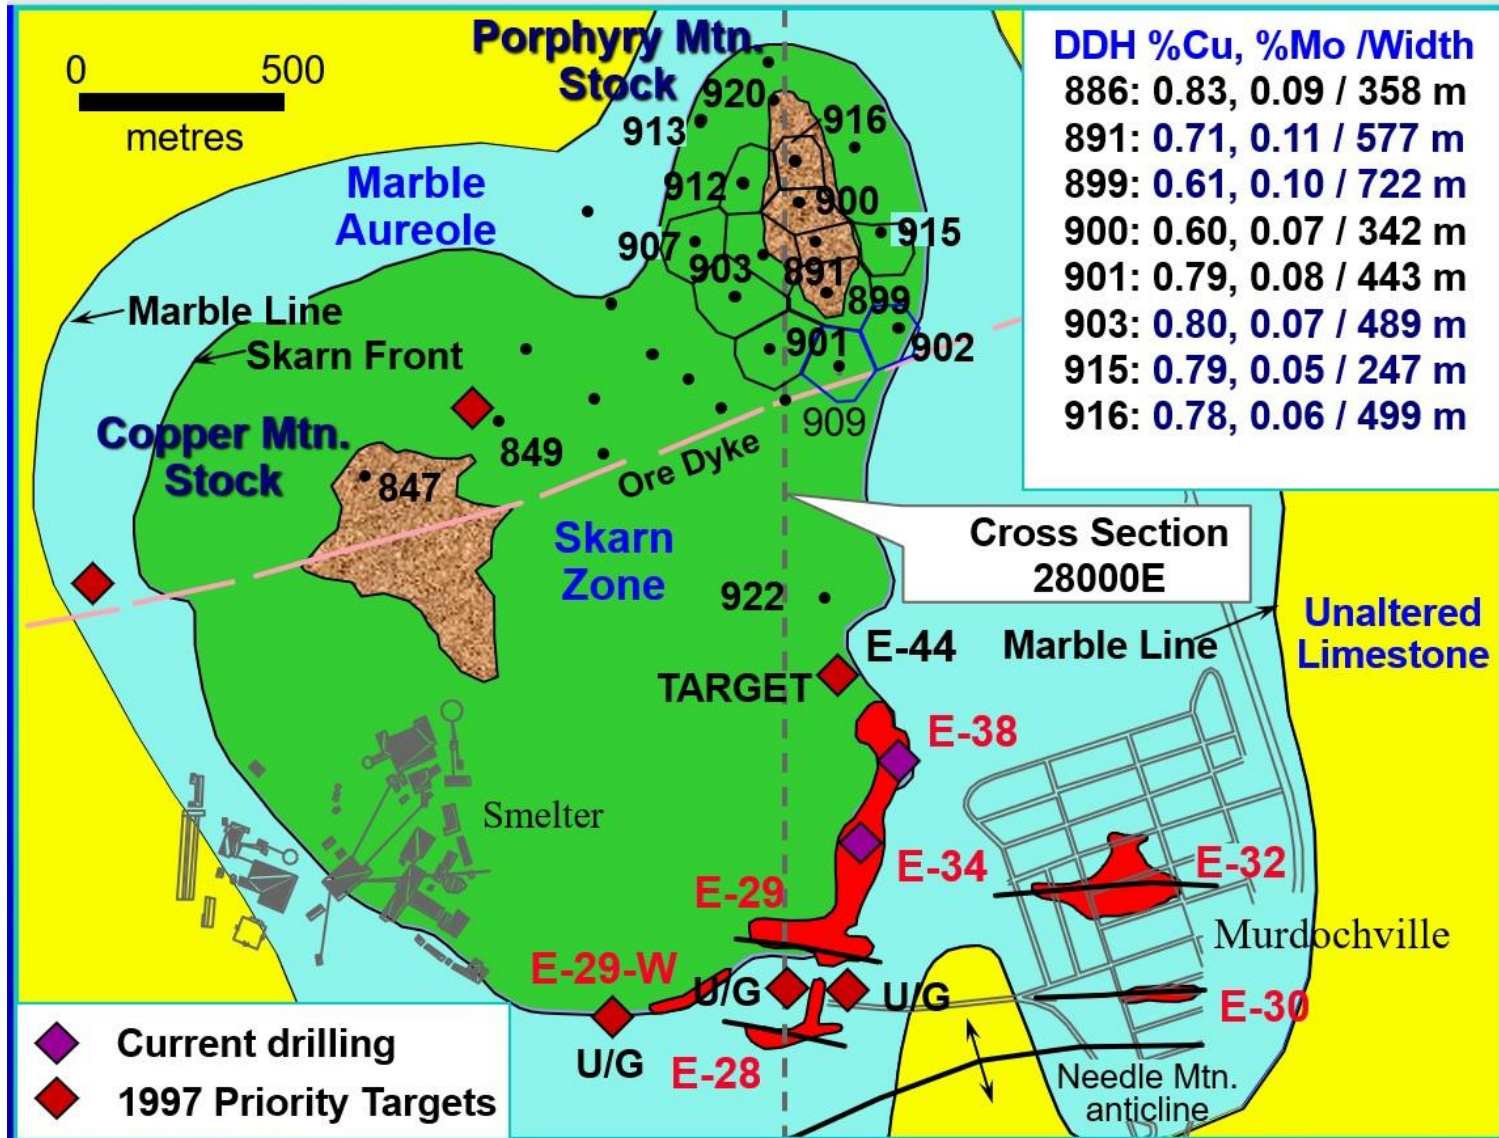 Porphyry Mtn.
Stock
0 500
metres
DDH %Cu, %Mo /Width
886: 0.83, 0.09 / 358 m
891: 0.71, 0.11 / 577 m
899: 0.61, 0.10 / 722 m
900: 0.60, 0.07 / 342 m
901: 0.79, 0.08 / 443 m
903: 0.80, 0.07 / 489 m
915: 0.79, 0.05 / 247 m
916: 0.78, 0.06 / 499 m
920
916
913
Marble
Aureole
912
900
907
915
903
891
899
Marble Line
Skarn Front
901
902
909
Copper Mtn.
Stock
849
847
Ore Dyke
Skarn
Zone
Cross Section
28000E
922
Unaltered
Limestone
E-44
Marble Line
TARGET
E-38
Smelter
E-34
E-32
E-29
Murdochville
E-29-W
U/G
U/G
E-30
U/G
E-28
Needle Mtn.
anticline
Current drilling
1997 Priority Targets